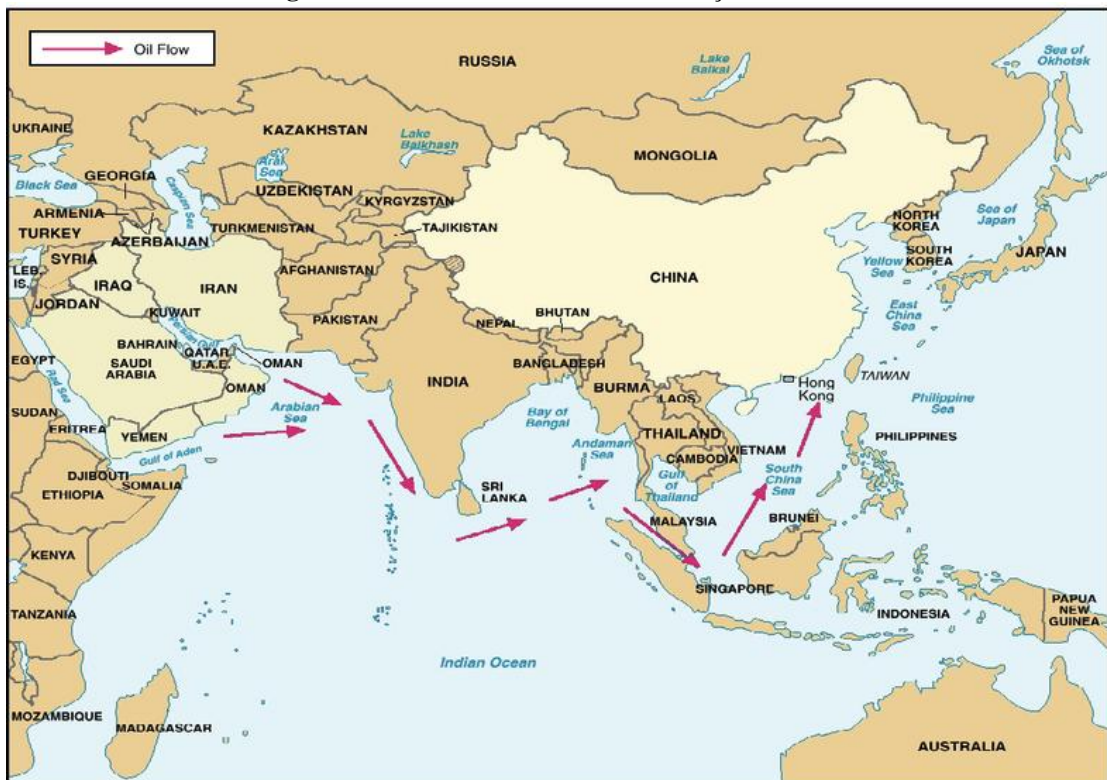 Oil Flow
RUSSIA
Lake
Baikal
Sea of
Okhotsk
UKRAINE
KAZAKHSTAN
Lake
Balkhash
MONGOLIA
Aral
Sea
GEORGIA
Black Sea
Caspian Sea
UZBEKISTAN
KYRGYZSTAN
ARMENIA
TURKEY
AZERBAIJAN
TURKMENISTAN
TAJIKISTAN
NORTH
KOREA
Sea of
Japan
SOUTH
KOREA
JAPAN
SYRIA
LEB.
IS.
IRAQ
IRAN
AFGHANISTAN
CHINA
Yellow
Sea
JORDAN
KUWAIT
Persian Gulf
PAKISTAN
NEPAL
BHUTAN
East
China
Sea
EGYPT
Red Sea
BAHRAIN
SAUDI
ARABIA
QATAR
U.A.E.
OMAN
OMAN
INDIA
BANGLADESH
BURMA
LAOS
Hong
Kong
TAIWAN
Philippine
Sea
SUDAN
ERITREA
YEMEN
Arabian
Sea
Bay of
Bengal
Andaman
Sea
THAILAND
CAMBODIA
VIETNAM
PHILIPPINES
Gulf of Aden
DJIBOUTI
SOMALIA
ETHIOPIA
SRI
LANKA
Gulf
of
Thailand
South
China
Sea
MALAYSIA
BRUNEI
KENYA
SINGAPORE
TANZANIA
INDONESIA
PAPUA
NEW
GUINEA
Indian Ocean
MOZAMBIQUE
MADAGASCAR
AUSTRALIA